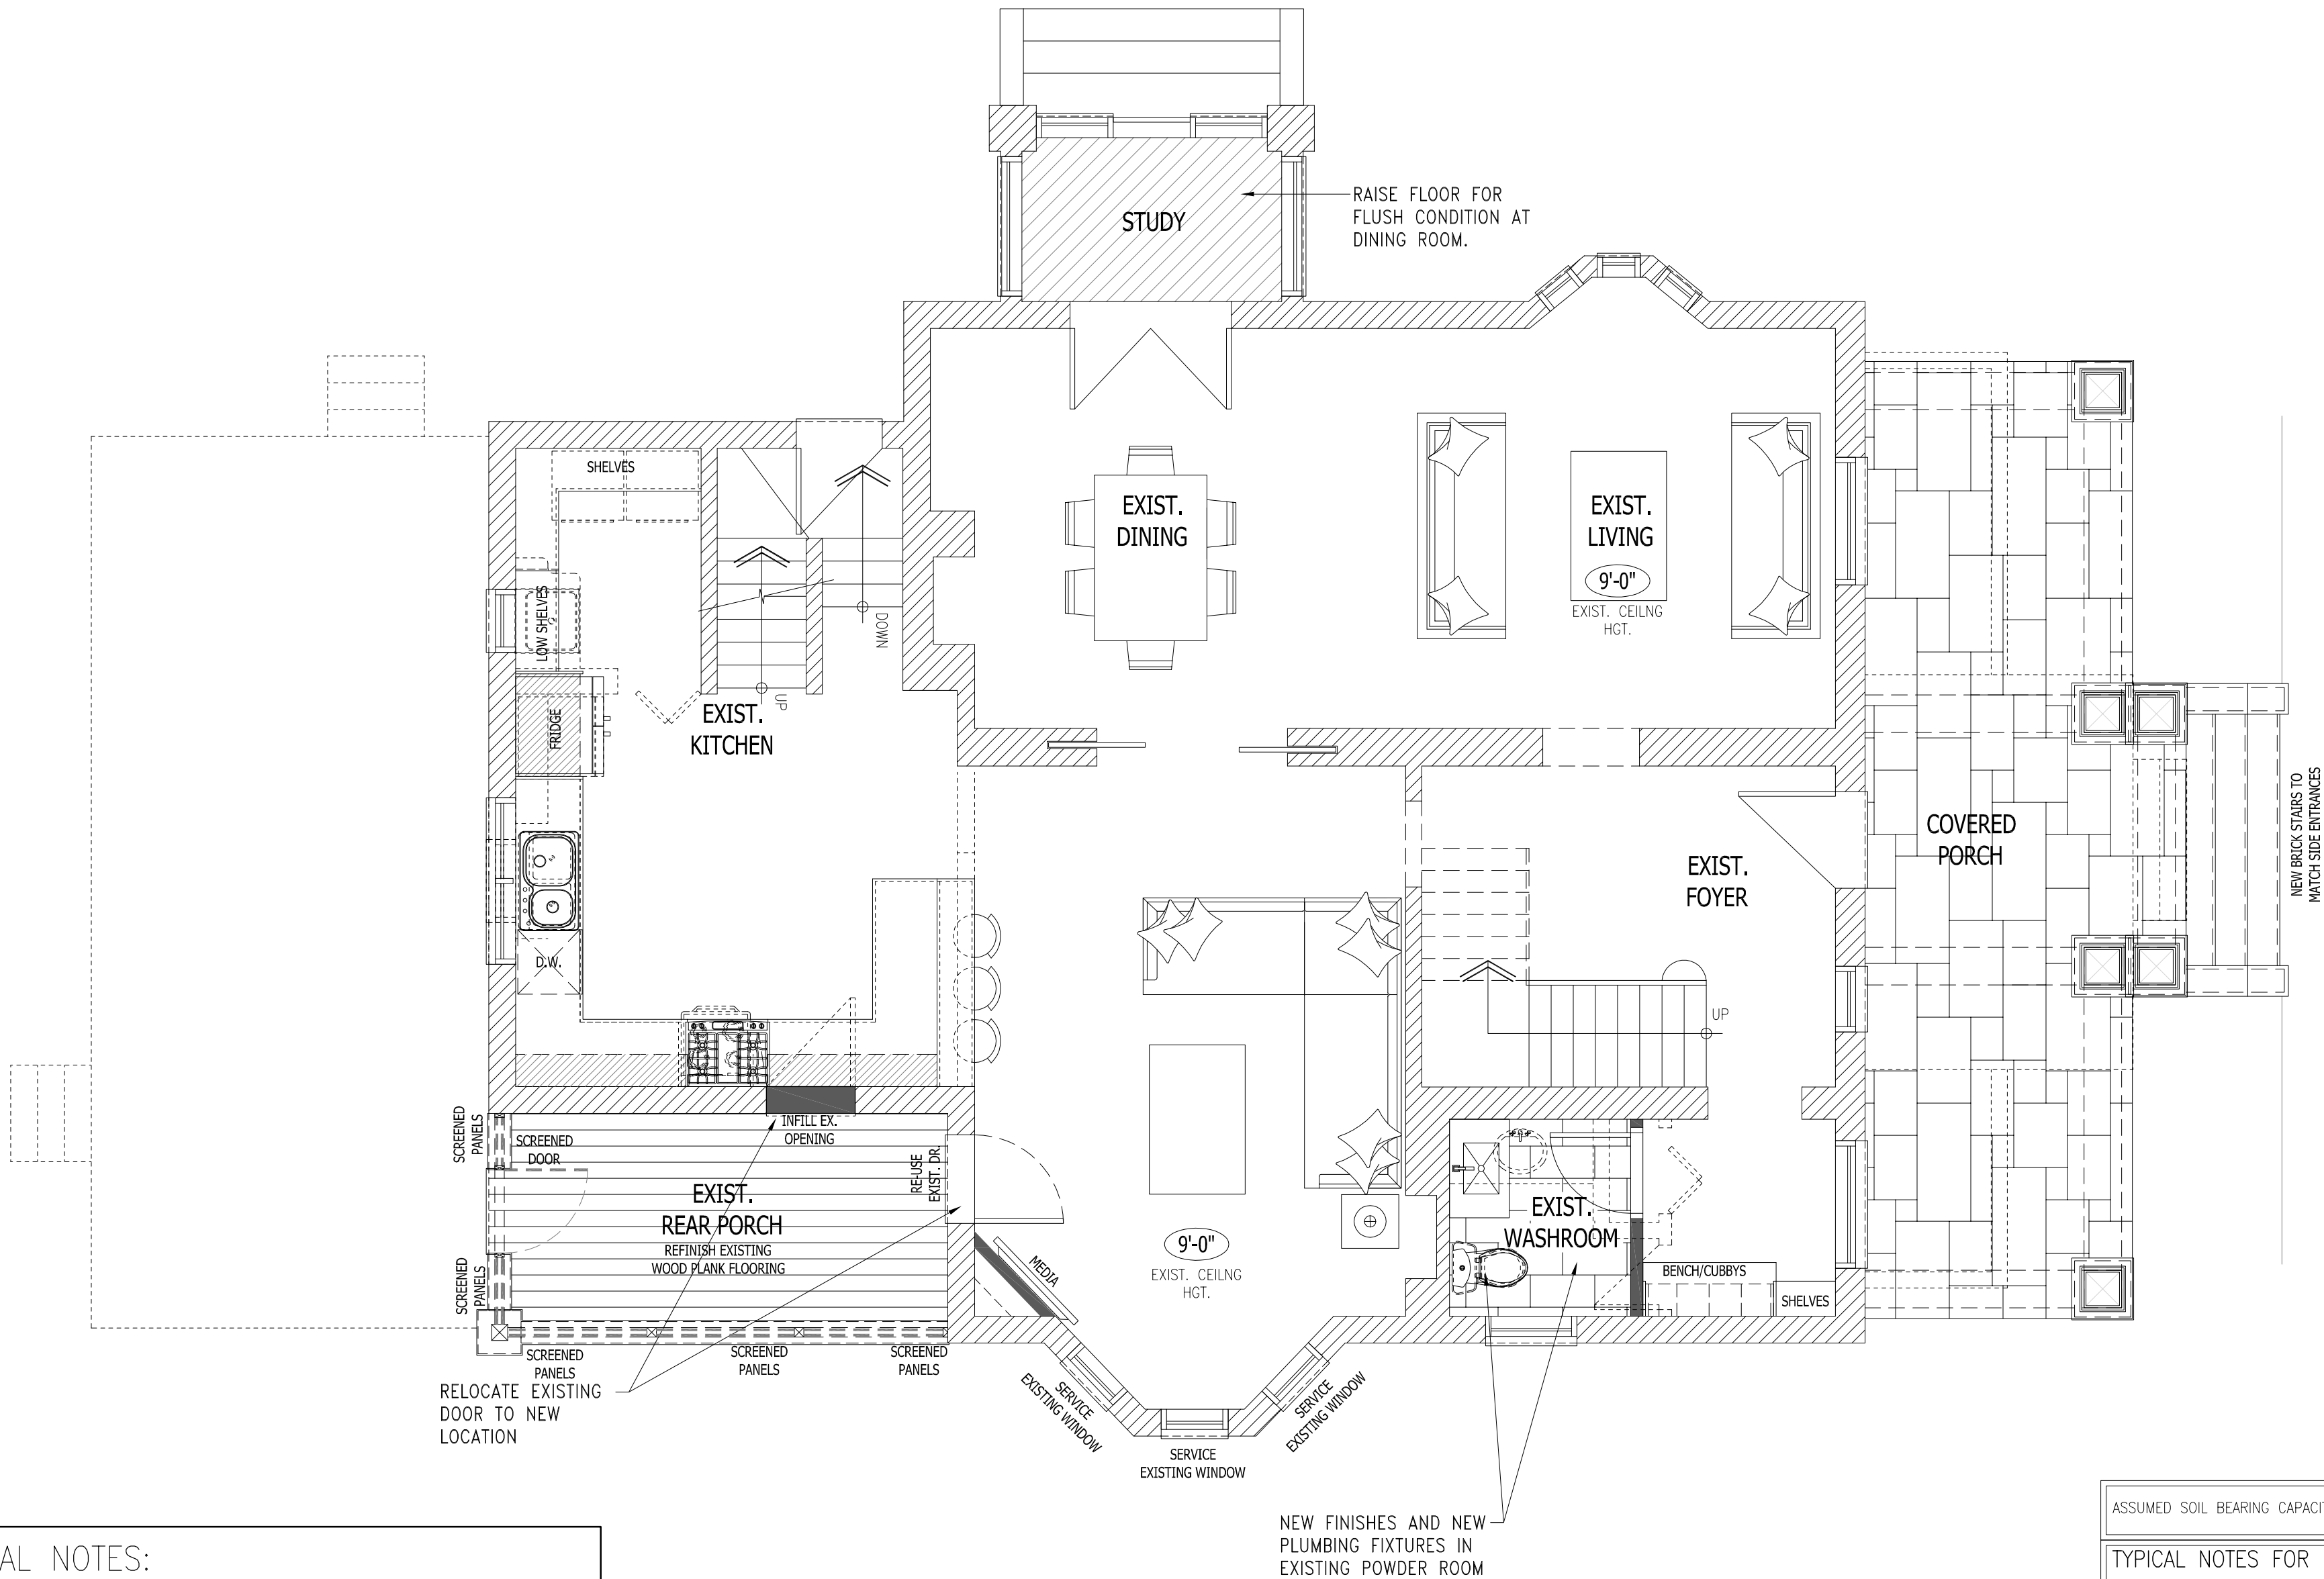 RAISE FLOOR FOR
FLUSH CONDITION AT
DINING ROOM.
STUDY
SHELVES
EXIST.
DINING
EXIST.
LIVING
9'-0"
EXIST. CEILNG
HGT.
LOW SHELVES
DOWN
UP
FRIDGE
EXIST.
KITCHEN
D.W.
EXIST.
FOYER
COVERED
PORCH
NEW BRICK STAIRS TO
MATCH SIDE ENTRANCES
UP
SCREENED
PANELS
SCREENED
DOOR
INFILL EX.
OPENING
RE-USE
EXIST. DR.
EXIST.
REAR PORCH
REFINISH EXISTING
WOOD PLANK FLOORING
SCREENED
PANELS
EXIST.
WASHROOM
9'-0"
EXIST. CEILNG
HGT.
MEDIA
BENCH/CUBBYS
SHELVES
SCREENED
PANELS
SCREENED
PANELS
SCREENED
PANELS
RELOCATE EXISTING
DOOR TO NEW
LOCATION
SERVICE
EXISTING WINDOW
SERVICE
EXISTING WINDOW
SERVICE
EXISTING WINDOW
NEW FINISHES AND NEW
PLUMBING FIXTURES IN
EXISTING POWDER ROOM
AL NOTES:
ASSUMED SOIL BEARING CAPACI
TYPICAL NOTES FOR